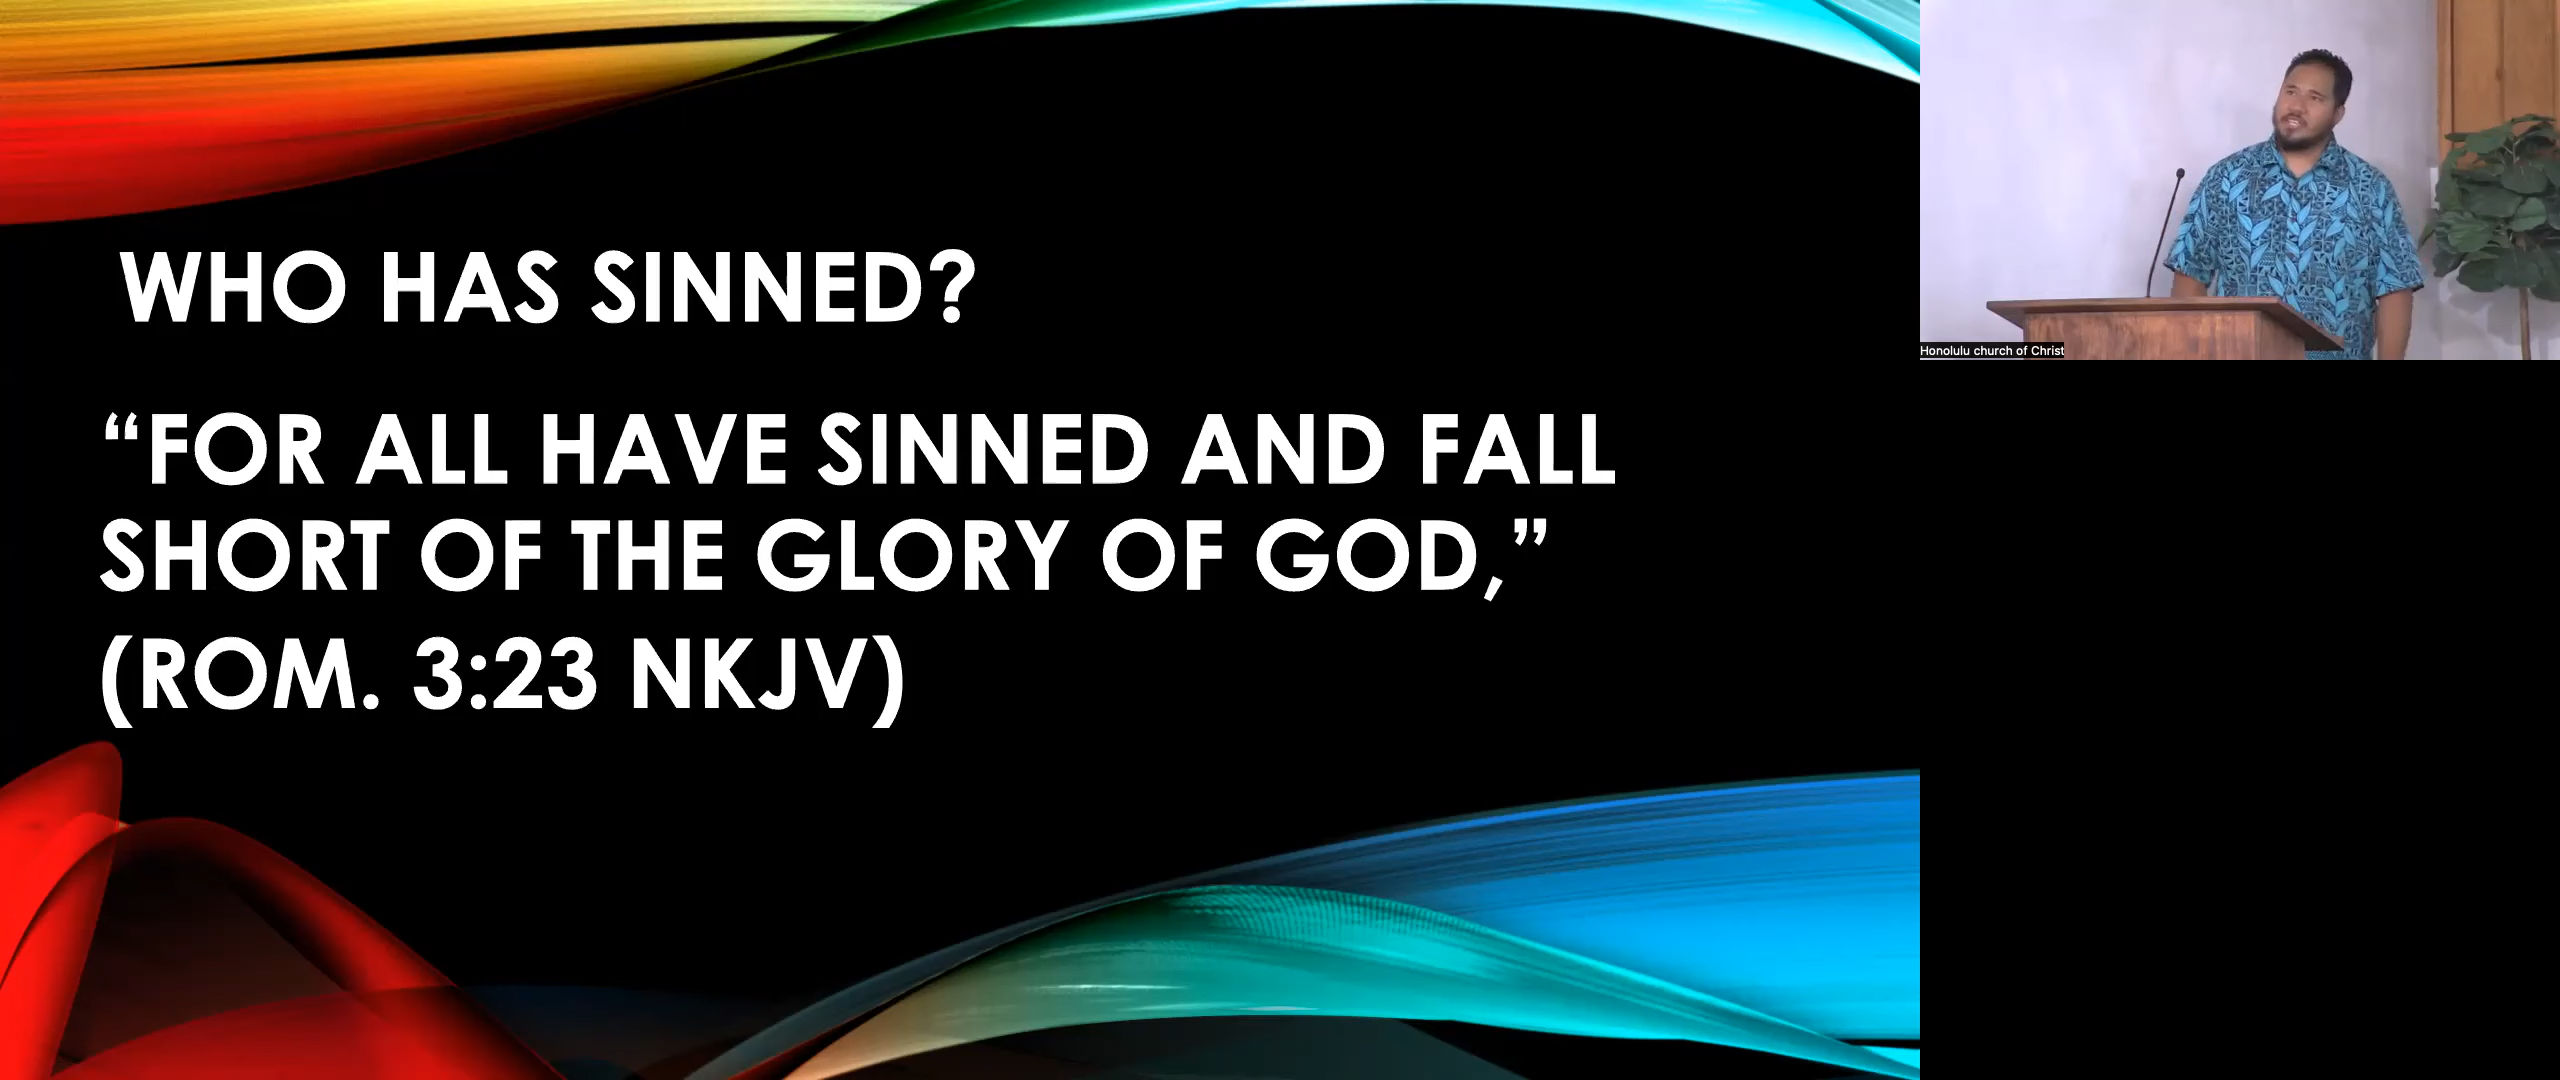 WHO HAS SINNED?
“FOR ALL HAVE SINNED AND FALL
SHORT OF THE GLORY OF GOD,”
(ROM. 3:23 NKJV)
Honolulu church of Christ